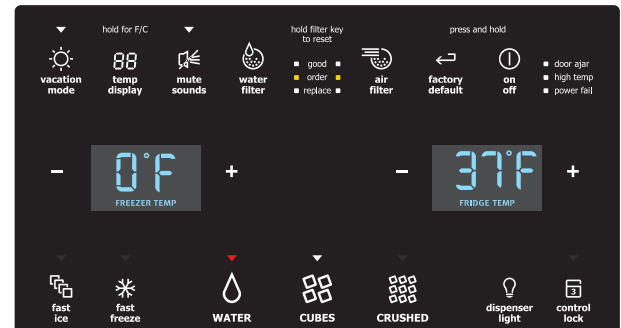 hold for F/C
hold filter key
to reset
press and hold
vacation
mode
88
temp
display
mute
sounds
water
filter
good
order
replace
air
filter
factory
default
on
off
door ajar
high temp
power fail
− 0°F +
FREEZER TEMP
− 37°F +
FRIDGE TEMP
fast
ice
fast
freeze
WATER
CUBES
CRUSHED
dispenser
light
3
control
lock